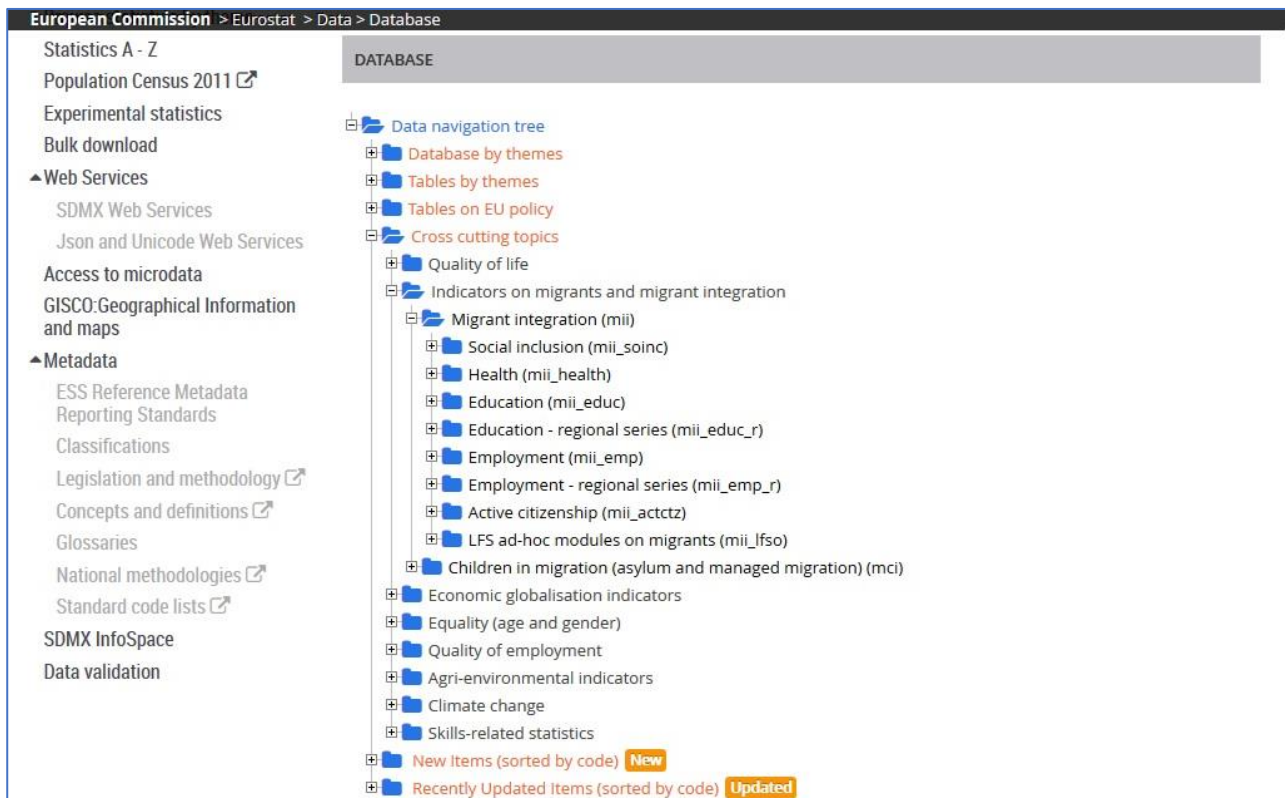 European Commission > Eurostat > Data > Database
Statistics A - Z
Population Census 2011
Experimental statistics
Bulk download
Web Services
SDMX Web Services
Json and Unicode Web Services
Access to microdata
GISCO:Geographical Information
and maps
Metadata
ESS Reference Metadata
Reporting Standards
Classifications
Legislation and methodology
Concepts and definitions
Glossaries
National methodologies
Standard code lists
SDMX InfoSpace
Data validation
DATABASE
Data navigation tree
Database by themes
Tables by themes
Tables on EU policy
Cross cutting topics
Quality of life
Indicators on migrants and migrant integration
Migrant integration (mii)
Social inclusion (mii_soinc)
Health (mii_health)
Education (mii_educ)
Education - regional series (mii_educ_r)
Employment (mii_emp)
Employment - regional series (mii_emp_r)
Active citizenship (mii_actctz)
LFS ad-hoc modules on migrants (mii_lfso)
Children in migration (asylum and managed migration) (mci)
Economic globalisation indicators
Equality (age and gender)
Quality of employment
Agri-environmental indicators
Climate change
Skills-related statistics
New Items (sorted by code) New
Recently Updated Items (sorted by code) Updated